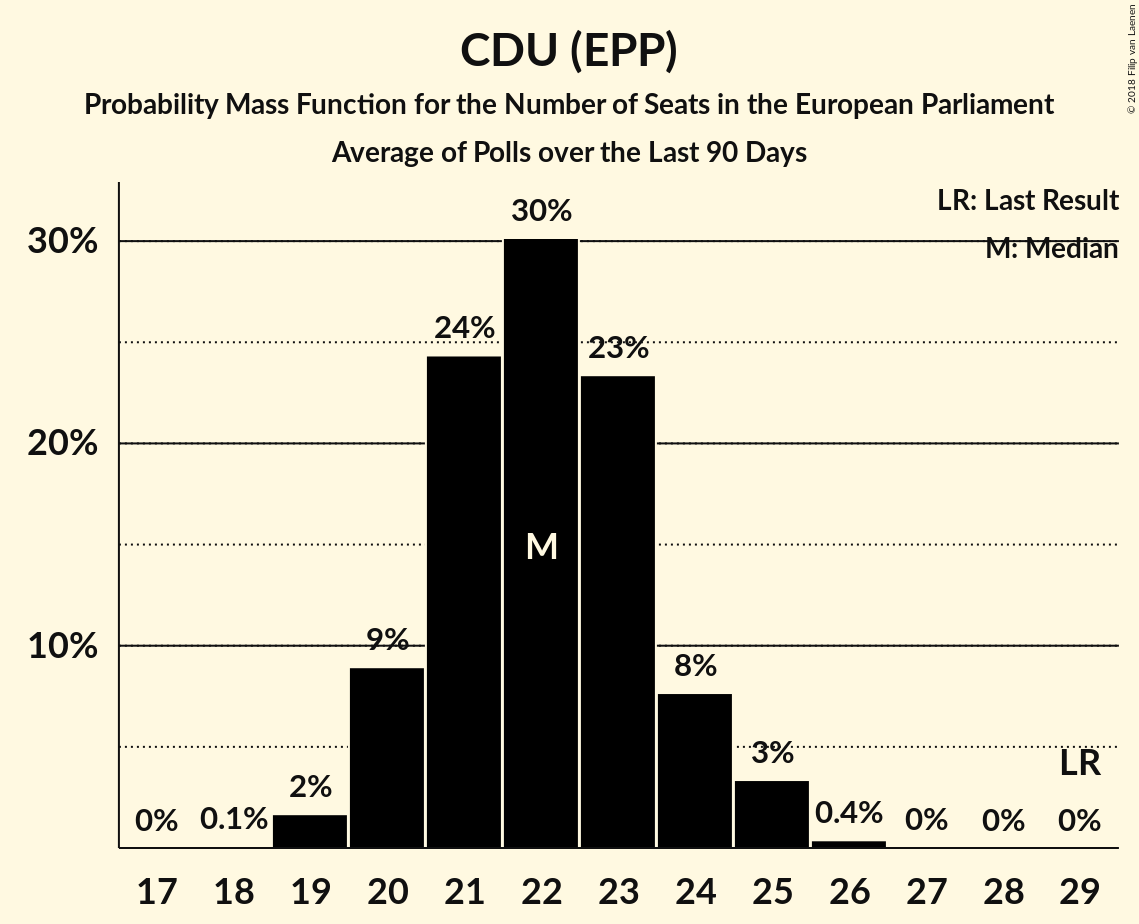 CDU (EPP)
Probability Mass Function for the Number of Seats in the European Parliament
Average of Polls over the Last 90 Days
© 2018 Filip van Laenen
LR: Last Result
M: Median
30%
20%
10%
0%
0.1%
2%
9%
24%
30%
23%
8%
3%
0.4%
0%
0%
0%
M
LR
17 18 19 20 21 22 23 24 25 26 27 28 29